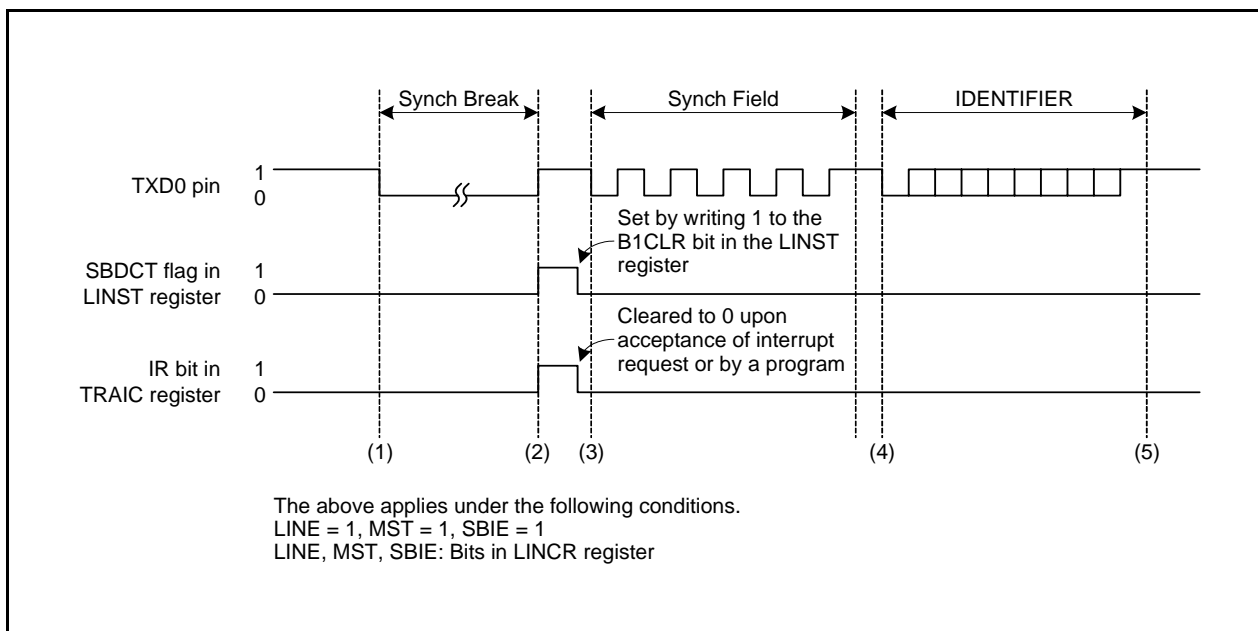 Synch Break
Synch Field
IDENTIFIER
TXD0 pin
1
0
Set by writing 1 to the
B1CLR bit in the LINST
register
SBDCT flag in
LINST register
1
0
Cleared to 0 upon
acceptance of interrupt
request or by a program
IR bit in
TRAIC register
1
0
(1)
(2)
(3)
(4)
(5)
The above applies under the following conditions.
LINE = 1, MST = 1, SBIE = 1
LINE, MST, SBIE: Bits in LINCR register